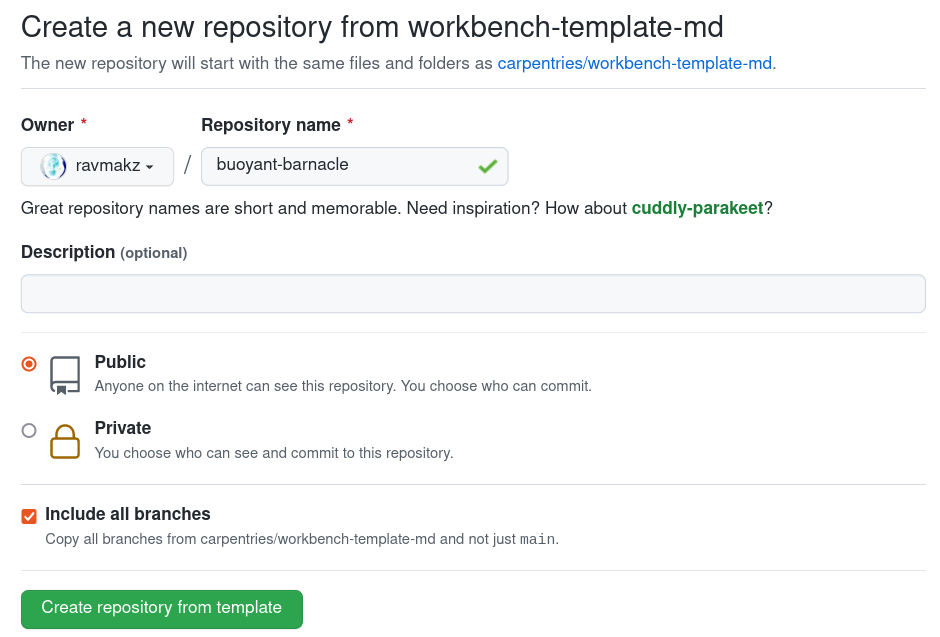 Create a new repository from workbench-template-md
The new repository will start with the same files and folders as carpentries/workbench-template-md.
Owner *
Repository name *
ravmakz / buoyant-barnacle
Great repository names are short and memorable. Need inspiration? How about cuddly-parakeet?
Description (optional)
Public
Anyone on the internet can see this repository. You choose who can commit.
Private
You choose who can see and commit to this repository.
Include all branches
Copy all branches from carpentries/workbench-template-md and not just main.
Create repository from template